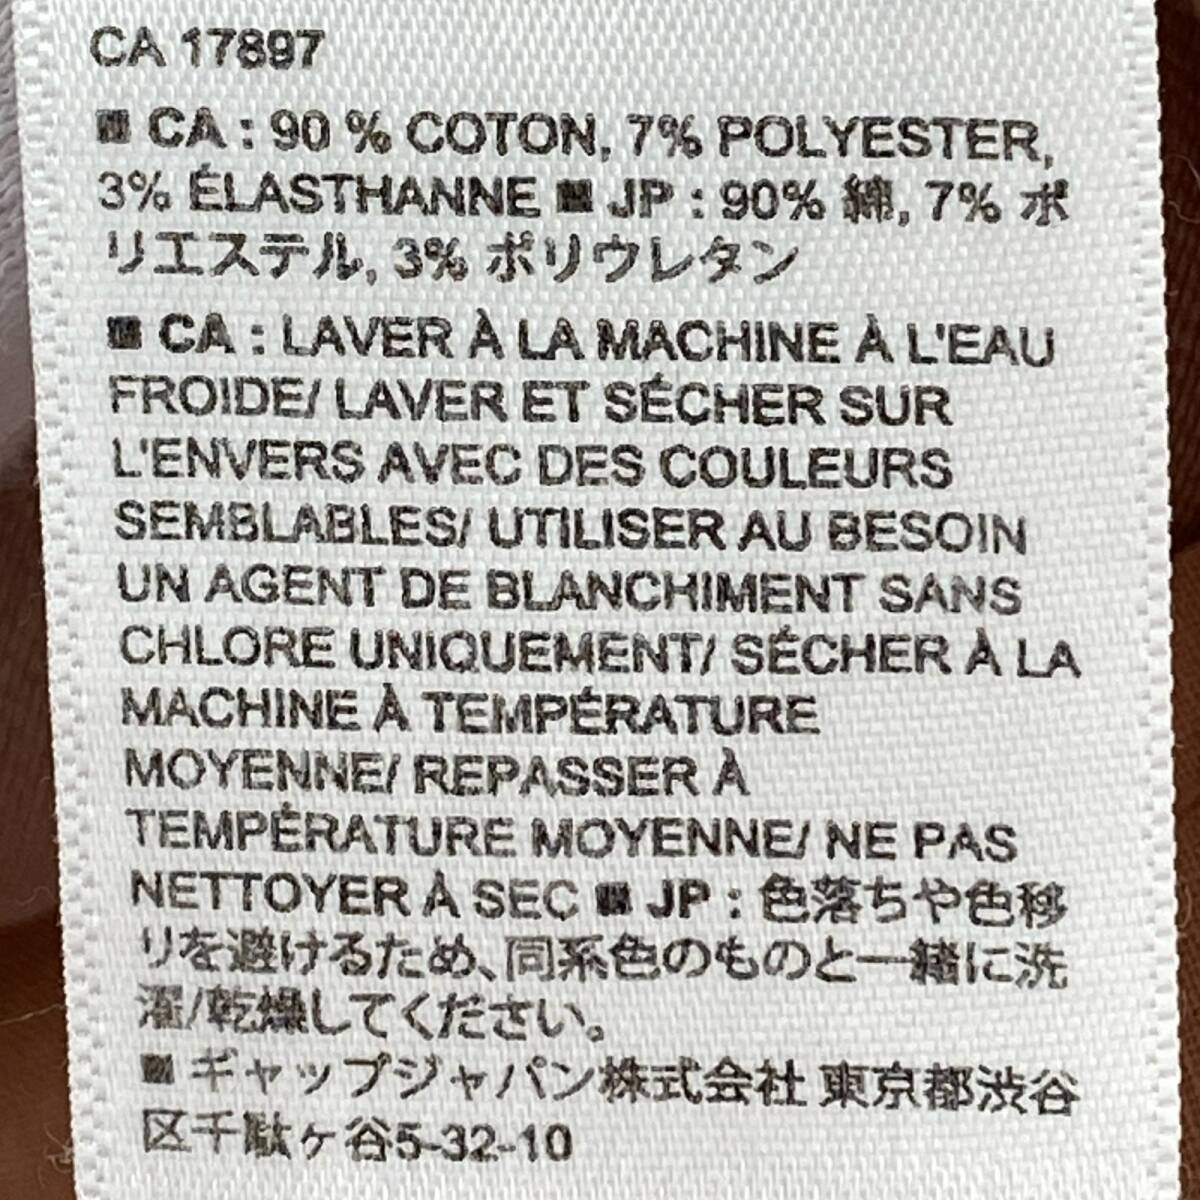 CA 17897
■ CA : 90 % COTON, 7% POLYESTER,
3% ÉLASTHANNE ■ JP : 90% 綿, 7% ポ
リエステル, 3% ポリウレタン
■ CA : LAVER À LA MACHINE À L'EAU
FROIDE/ LAVER ET SÉCHER SUR
L'ENVERS AVEC DES COULEURS
SEMBLABLES/ UTILISER AU BESOIN
UN AGENT DE BLANCHIMENT SANS
CHLORE UNIQUEMENT/ SÉCHER À LA
MACHINE À TEMPÉRATURE
MOYENNE/ REPASSER À
TEMPÉRATURE MOYENNE/ NE PAS
NETTOYER À SEC ■ JP : 色落ちや色移
りを避けるため、同系色のものと一緒に洗
濯/乾燥してください。
■ ギャップジャパン株式会社 東京都渋谷
区千駄ヶ谷5-32-10